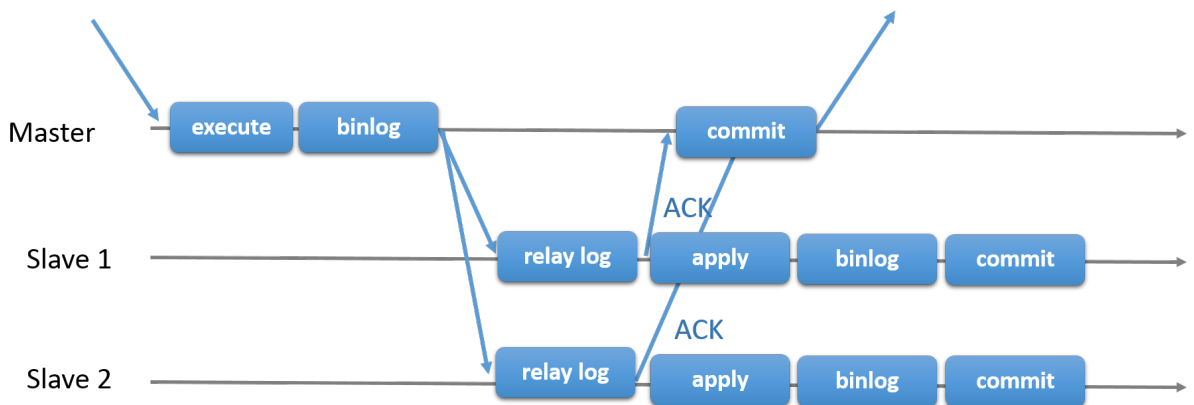 Master
execute
binlog
commit
ACK
Slave 1
relay log
apply
binlog
commit
ACK
Slave 2
relay log
apply
binlog
commit